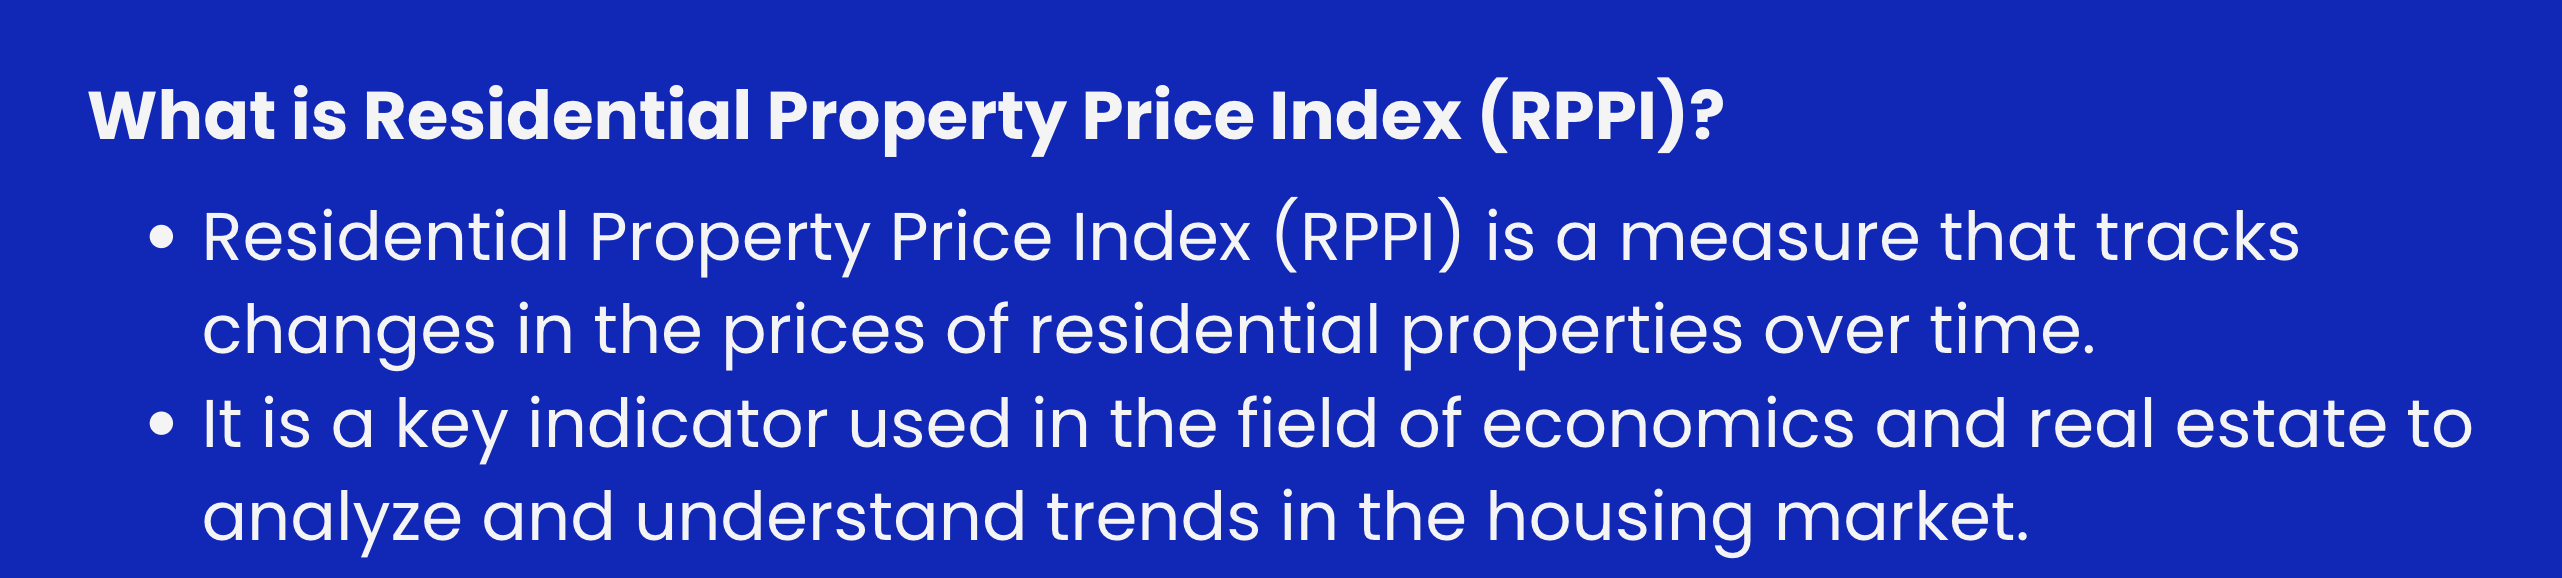 What is Residential Property Price Index (RPPI)?
• Residential Property Price Index (RPPI) is a measure that tracks
changes in the prices of residential properties over time.
• It is a key indicator used in the field of economics and real estate to
analyze and understand trends in the housing market.